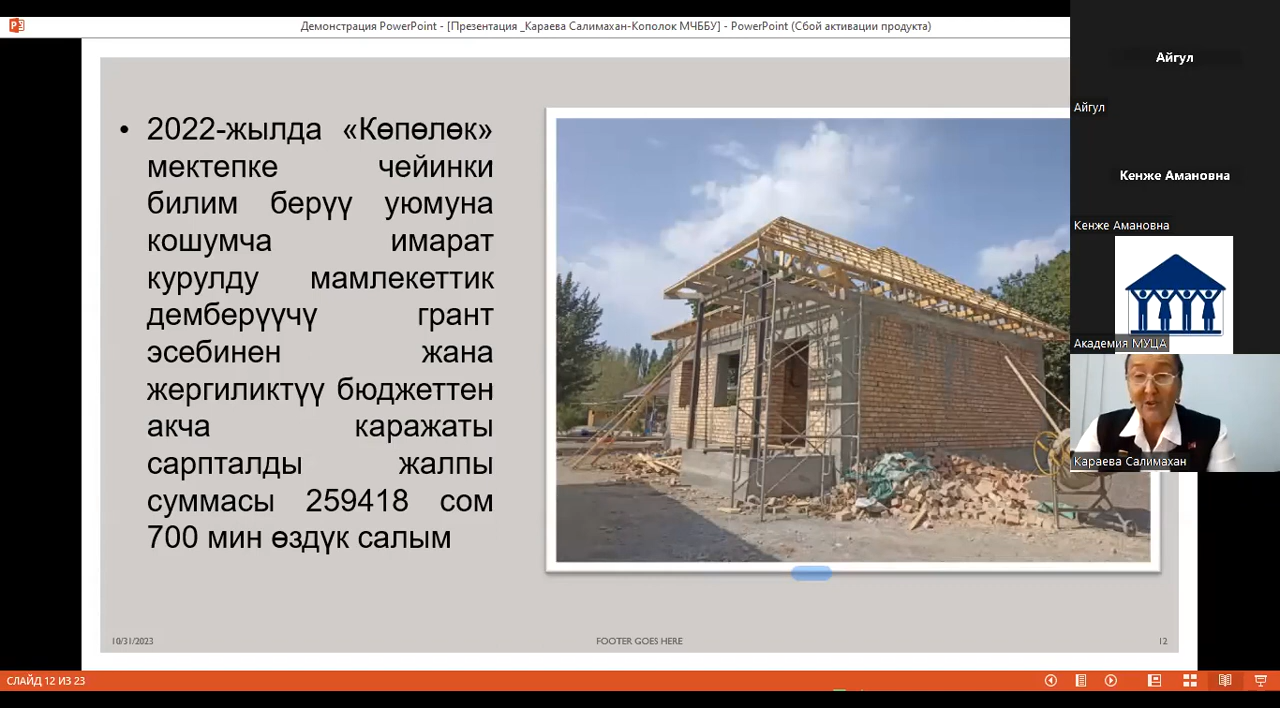 Демонстрация PowerPoint - [Презентация _Караева Салимахан-Кополок МЧББУ] - PowerPoint (Сбой активации продукта)
• 2022-жылда «Көпөлөк»
мектепке чейинки
билим берүү уюмуна
кошумча имарат
курулду мамлекеттик
демберүүчү грант
эсебинен жана
жергиликтүү бюджеттен
акча каражаты
сарпталды жалпы
суммасы 259418 сом
700 мин өздүк салым
10/31/2023
FOOTER GOES HERE
12
СЛАЙД 12 ИЗ 23
Айгул
Айгул
Кенже Амановна
Кенже Амановна
Академия МУЦА
Караева Салимахан